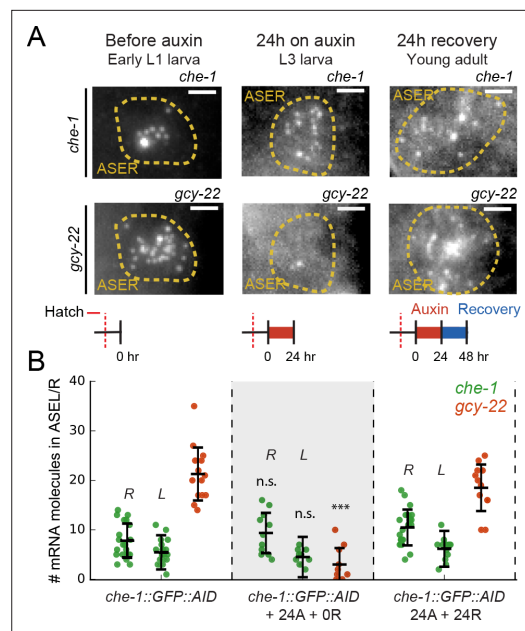 A
Before auxin
Early L1 larva
24h on auxin
L3 larva
24h recovery
Young adult
che-1
che-1
che-1
che-1
ASER
ASER
ASER
gcy-22
gcy-22
gcy-22
gcy-22
ASER
ASER
ASER
Hatch
0 hr
0 24 hr
Auxin Recovery
0 24 48 hr
B
# mRNA molecules in ASEL/R
40
30
20
10
0
che-1
gcy-22
R L
R L
R L
n.s.
n.s.
***
che-1::GFP::AID
che-1::GFP::AID
+ 24A + 0R
che-1::GFP::AID
24A + 24R